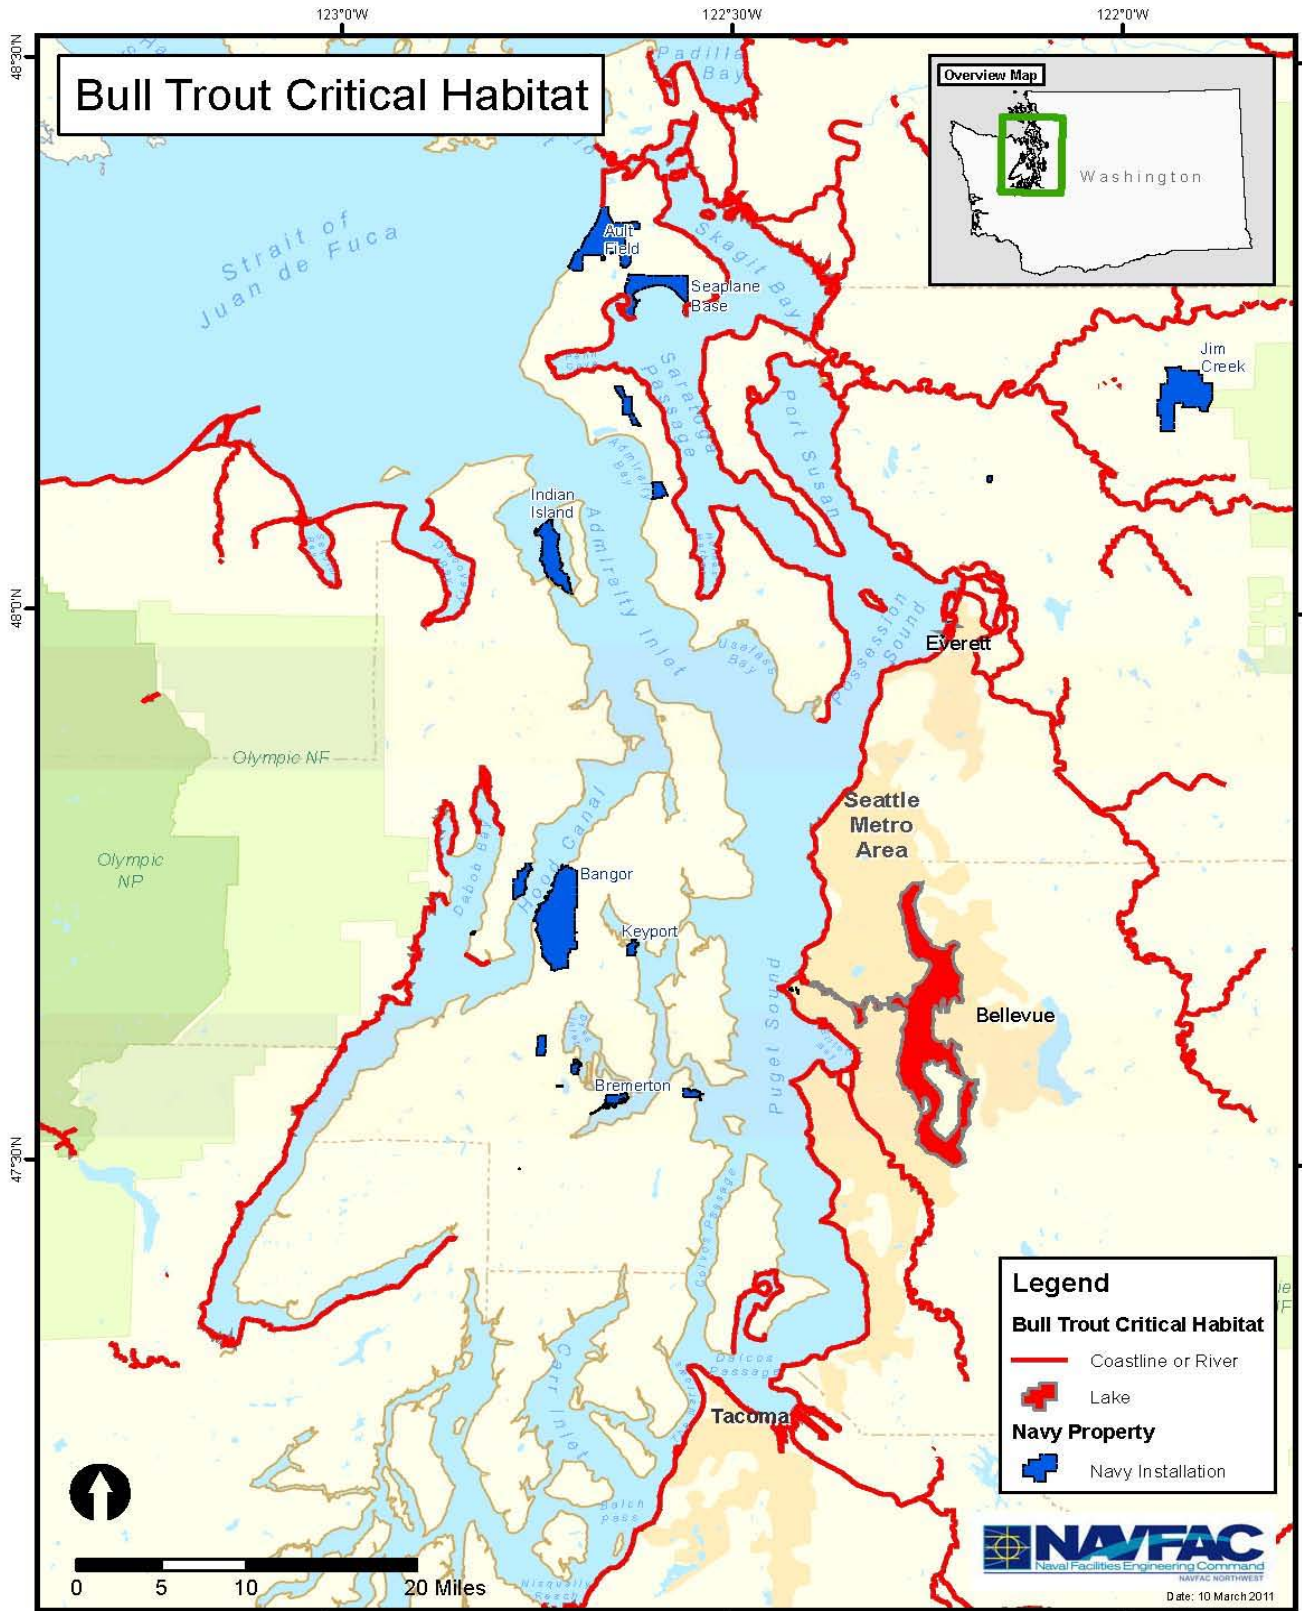 123°0'W
122°30'W
122°0'W
48°30'N
48°0'N
47°30'N
Bull Trout Critical Habitat
Padilla
Bay
Overview Map
Washington
Strait of
Juan de Fuca
Ault
Field
Skagit Bay
Seaplane
Base
Jim
Creek
Saratoga
Passage
Port Susan
Admiralty
Bay
Indian
Island
Admiralty Inlet
Discovery
Bay
Useless
Bay
Possession
Sound
Everett
Olympic NF
Seattle
Metro
Area
Olympic
NP
Hood Canal
Dabob Bay
Bangor
Keyport
Puget Sound
Bellevue
Dyes
Inlet
Bremerton
Colvos Passage
Dalcos
Passage
Carr Inlet
Tacoma
Balch
Pass
Nisqually
Reach
Legend
Bull Trout Critical Habitat
Coastline or River
Lake
Navy Property
Navy Installation
0 5 10 20 Miles
NAVFAC
Naval Facilities Engineering Command
NAVFAC NORTHWEST
Date: 10 March 2011